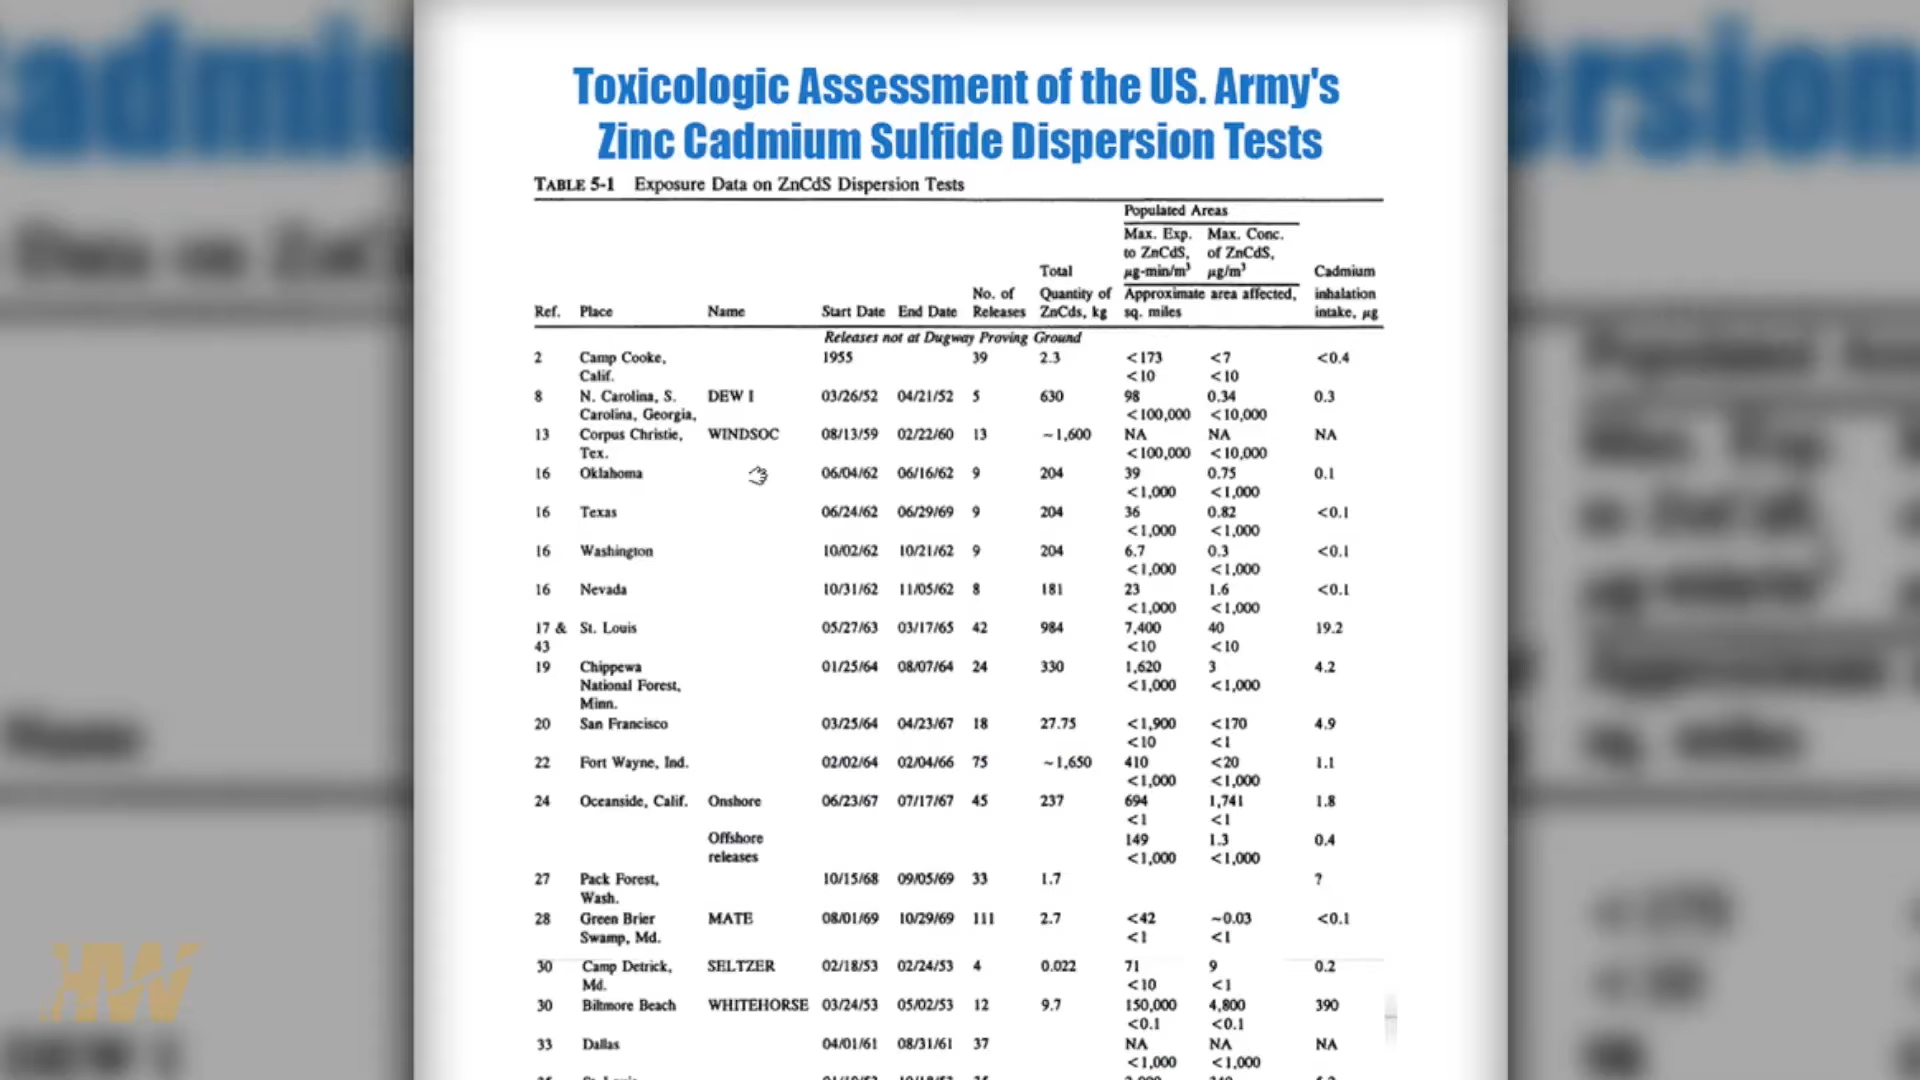 Toxicologic Assessment of the US. Army's
Zinc Cadmium Sulfide Dispersion Tests
TABLE 5-1 Exposure Data on ZnCdS Dispersion Tests
Populated Areas
Max. Exp. Max. Conc.
to ZnCdS, of ZnCdS,
Total µg-min/m³ µg/m³ Cadmium
No. of Quantity of Approximate area affected, inhalation
Ref. Place Name Start Date End Date Releases ZnCds, kg sq. miles intake, µg
Releases not at Dugway Proving Ground
2 Camp Cooke, 1955 39 2.3 <173 <7 <0.4
Calif. <10 <10
8 N. Carolina, S. DEW I 03/26/52 04/21/52 5 630 98 0.34 0.3
Carolina, Georgia, <100,000 <10,000
13 Corpus Christie, WINDSOC 08/13/59 02/22/60 13 ~1,600 NA NA NA
Tex. <100,000 <10,000
16 Oklahoma 06/04/62 06/16/62 9 204 39 0.75 0.1
<1,000 <1,000
16 Texas 06/24/62 06/29/69 9 204 36 0.82 <0.1
<1,000 <1,000
16 Washington 10/02/62 10/21/62 9 204 6.7 0.3 <0.1
<1,000 <1,000
16 Nevada 10/31/62 11/05/62 8 181 23 1.6 <0.1
<1,000 <1,000
17 & St. Louis 05/27/63 03/17/65 42 984 7,400 40 19.2
43 <10 <10
19 Chippewa 01/25/64 08/07/64 24 330 1,620 3 4.2
National Forest, <1,000 <1,000
Minn.
20 San Francisco 03/25/64 04/23/67 18 27.75 <1,900 <170 4.9
<10 <1
22 Fort Wayne, Ind. 02/02/64 02/04/66 75 ~1,650 410 <20 1.1
<1,000 <1,000
24 Oceanside, Calif. Onshore 06/23/67 07/17/67 45 237 694 1,741 1.8
<1 <1
Offshore 149 1.3 0.4
releases <1,000 <1,000
27 Pack Forest, 10/15/68 09/05/69 33 1.7 ?
Wash.
28 Green Brier MATE 08/01/69 10/29/69 111 2.7 <42 ~0.03 <0.1
Swamp, Md. <1 <1
30 Camp Detrick, SELTZER 02/18/53 02/24/53 4 0.022 71 9 0.2
Md. <10 <1
30 Biltmore Beach WHITEHORSE 03/24/53 05/02/53 12 9.7 150,000 4,800 390
<0.1 <0.1
33 Dallas 04/01/61 08/31/61 37 NA NA NA
<1,000 <1,000
HW